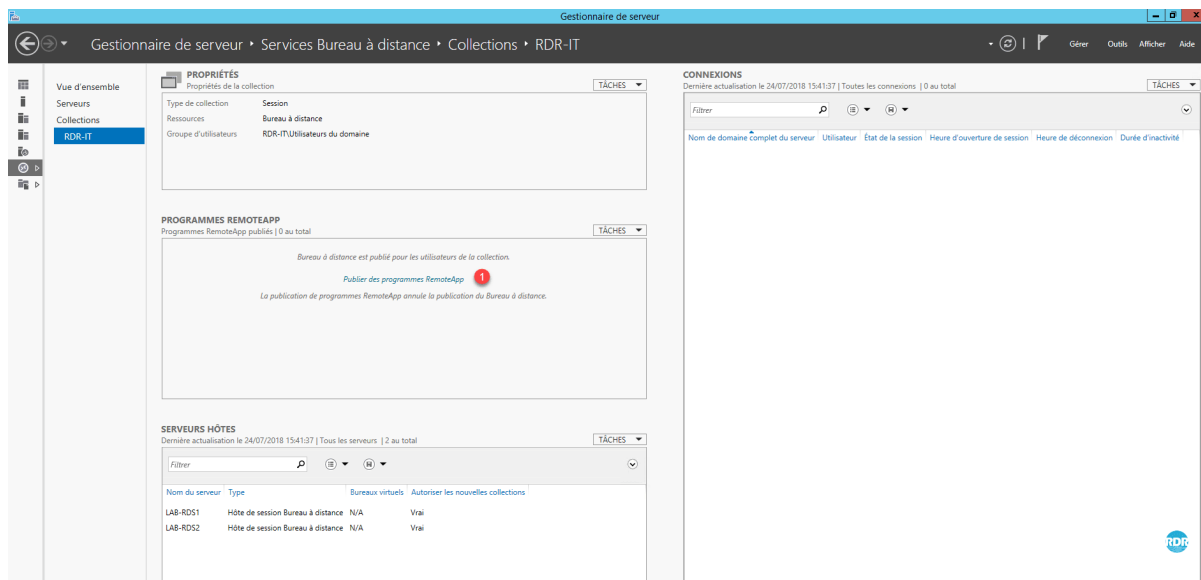 Gestionnaire de serveur
Gestionnaire de serveur ‣ Services Bureau à distance ‣ Collections ‣ RDR-IT
Gérer Outils Afficher Aide
Vue d'ensemble
Serveurs
Collections
RDR-IT
PROPRIÉTÉS
Propriétés de la collection
TÂCHES
Type de collection Session
Ressources Bureau à distance
Groupe d'utilisateurs RDR-IT\Utilisateurs du domaine
PROGRAMMES REMOTEAPP
Programmes RemoteApp publiés | 0 au total
TÂCHES
Bureau à distance est publié pour les utilisateurs de la collection.
Publier des programmes RemoteApp 1
La publication de programmes RemoteApp annule la publication du Bureau à distance.
SERVEURS HÔTES
Dernière actualisation le 24/07/2018 15:41:37 | Tous les serveurs | 2 au total
TÂCHES
Filtrer
Nom du serveur Type Bureaux virtuels Autoriser les nouvelles collections
LAB-RDS1 Hôte de session Bureau à distance N/A Vrai
LAB-RDS2 Hôte de session Bureau à distance N/A Vrai
CONNEXIONS
Dernière actualisation le 24/07/2018 15:41:37 | Toutes les connexions | 0 au total
TÂCHES
Filtrer
Nom de domaine complet du serveur Utilisateur État de la session Heure d'ouverture de session Heure de déconnexion Durée d'inactivité
RDR